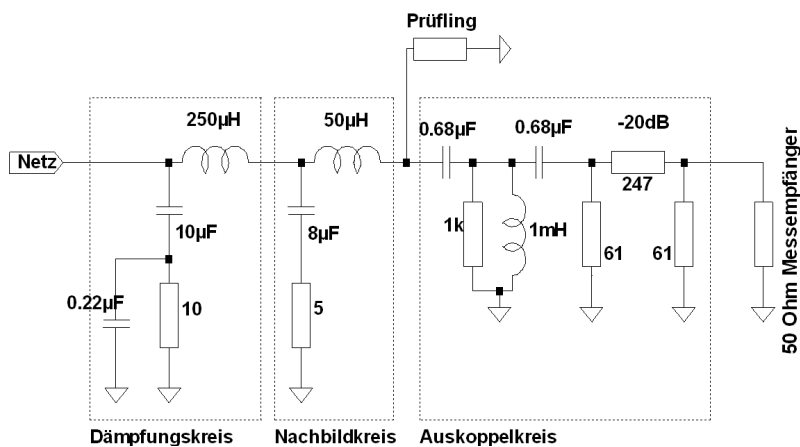 Prüfling
250µH
50µH
0.68µF
0.68µF
-20dB
Netz
247
10µF
8µF
1k
1mH
61
61
0.22µF
10
5
50 Ohm Messempfänger
Dämpfungskreis
Nachbildkreis
Auskoppelkreis